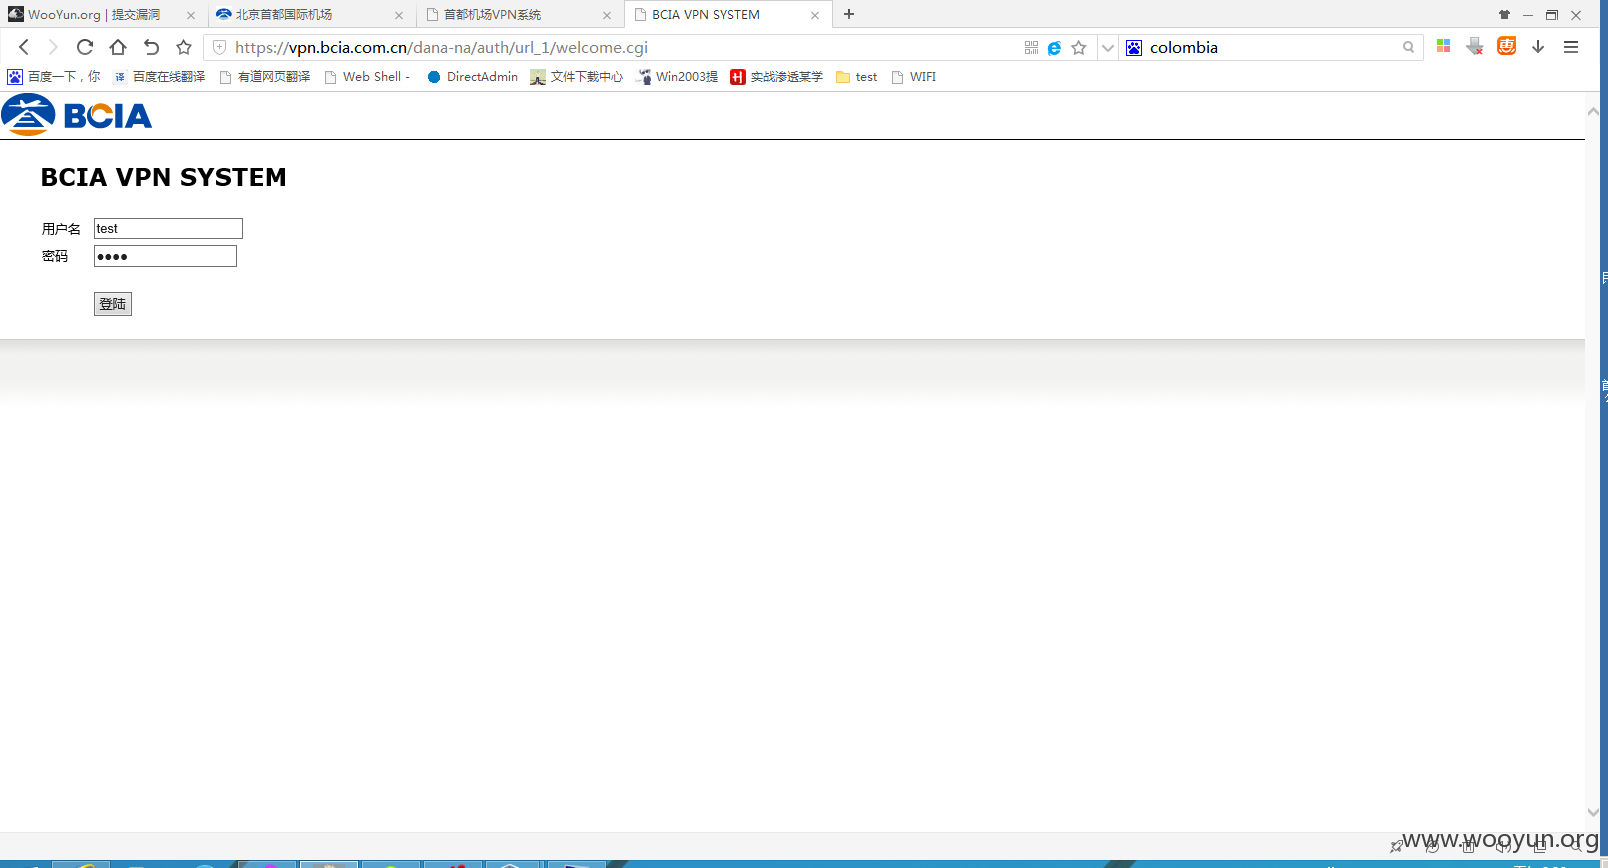 WooYun.org | 提交漏洞
北京首都国际机场
首都机场VPN系统
BCIA VPN SYSTEM
https://vpn.bcia.com.cn/dana-na/auth/url_1/welcome.cgi
colombia
惠
百度一下，你
译 百度在线翻译
有道网页翻译
Web Shell -
DirectAdmin
文件下载中心
Win2003提
H 实战渗透某学
test
WIFI
BCIA
BCIA VPN SYSTEM
用户名 test
密码 ●●●●
登陆
www.wooyun.org